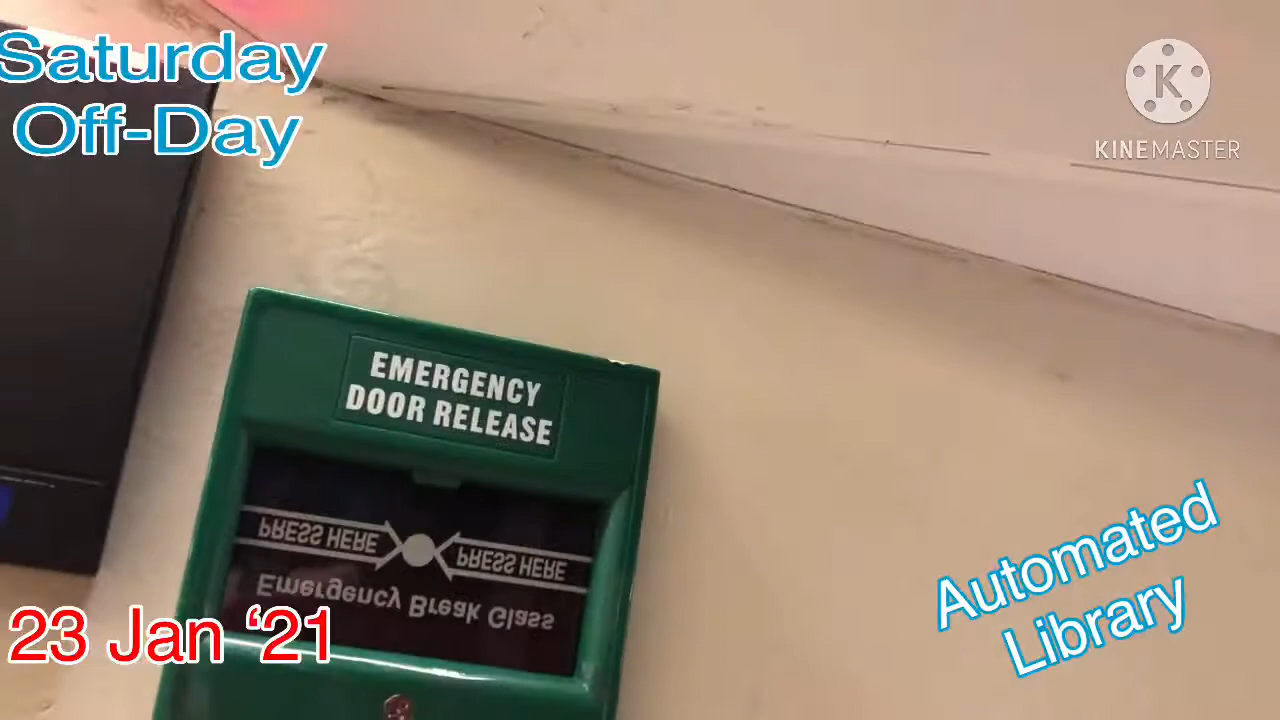 Saturday
Off-Day
K
KINEMASTER
EMERGENCY
DOOR RELEASE
PRESS HERE PRESS HERE
Emergency Break Glass
Automated
Library
23 Jan ‘21